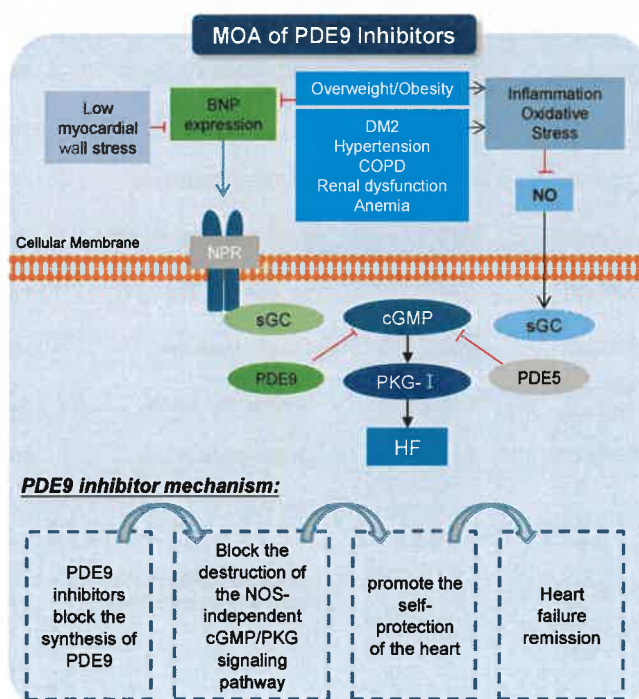 MOA of PDE9 Inhibitors
Low
myocardial
wall stress
BNP
expression
Overweight/Obesity
DM2
Hypertension
COPD
Renal dysfunction
Anernia
Inflammation
Oxidative
Stress
NO
Cellular Membrane
NPR
sGC
cGMP
sGC
PDE9
PKG-I
PDE5
HF
PDE9 inhibitor mechanism:
PDE9
inhibitors
block the
synthesis of
PDE9
Block the
destruction of
the NOS-
independent
cGMP/PKG
signaling
pathway
promote the
self-
protection
of the heart
Heart
failure
remission